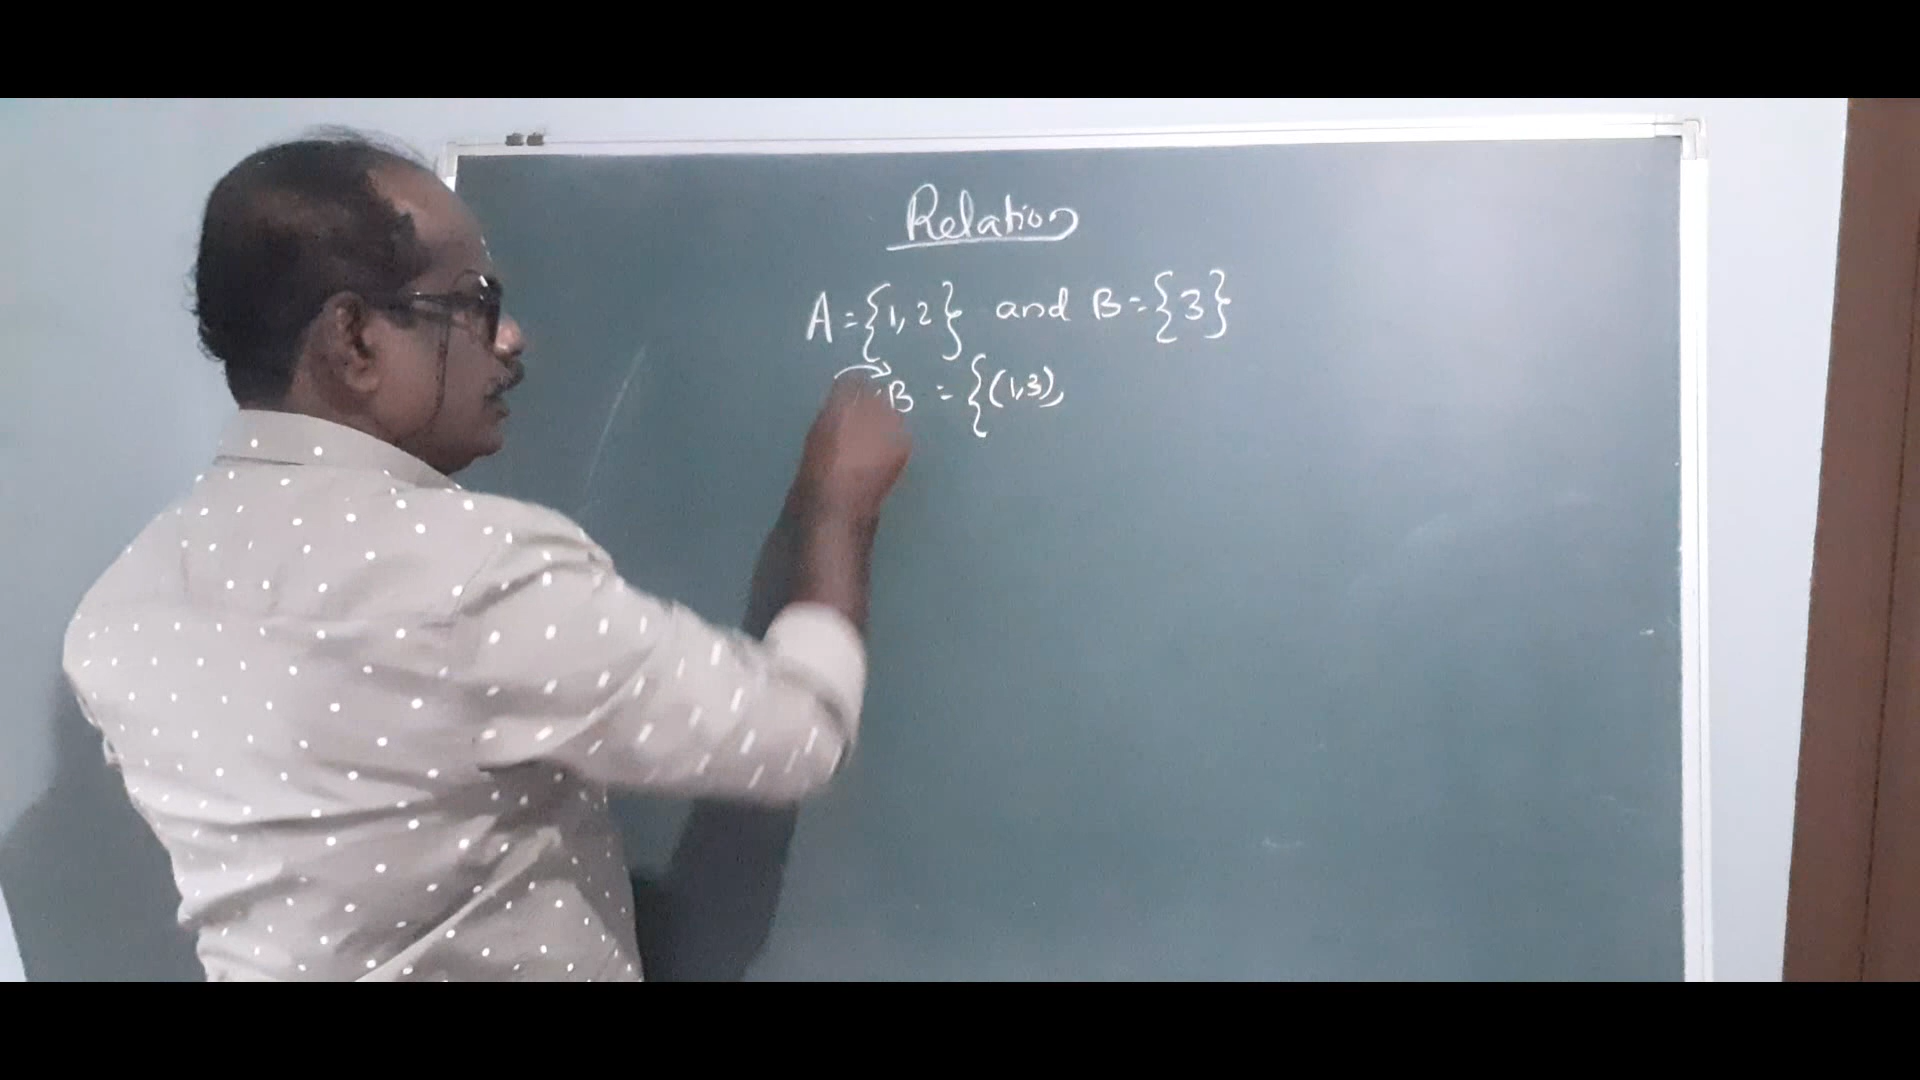 Relation
A = {1, 2} and B = {3}
B = {(1,3),